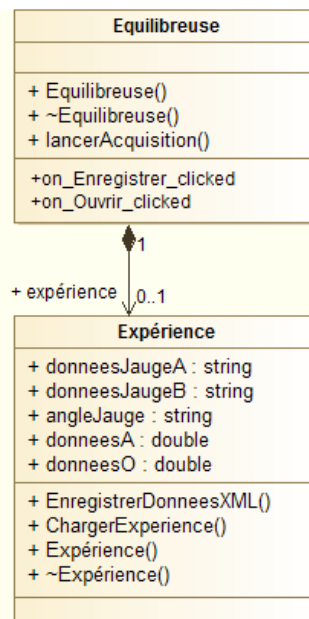 Equilibreuse
+ Equilibreuse()
+ ~Equilibreuse()
+ lancerAcquisition()
+on_Enregistrer_clicked
+on_Ouvrir_clicked
1
+ expérience
0..1
Expérience
+ donneesJaugeA : string
+ donneesJaugeB : string
+ angleJauge : string
+ donneesA : double
+ donneesO : double
+ EnregistrerDonneesXML()
+ ChargerExperience()
+ Expérience()
+ ~Expérience()